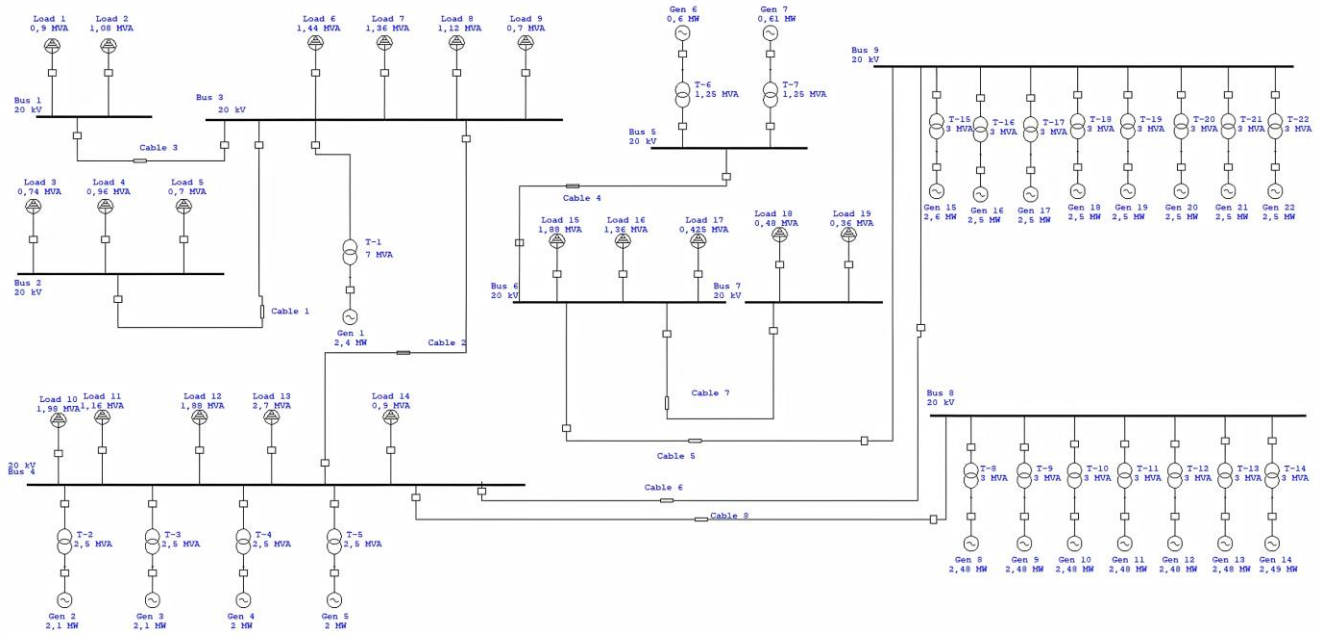 Load 1
0,9 MVA
Load 2
1,08 MVA
Load 6
1,44 MVA
Load 7
1,36 MVA
Load 8
1,12 MVA
Load 9
0,7 MVA
Gen 6
0,6 MW
Gen 7
0,61 MW
Bus 1
20 kV
Bus 3
20 kV
Cable 3
T-6
1,25 MVA
T-7
1,25 MVA
Bus 5
20 kV
Bus 9
20 kV
T-15
3 MVA
T-16
3 MVA
T-17
3 MVA
T-18
3 MVA
T-19
3 MVA
T-20
3 MVA
T-21
3 MVA
T-22
3 MVA
Gen 15
2,6 MW
Gen 16
2,5 MW
Gen 17
2,5 MW
Gen 18
2,5 MW
Gen 19
2,5 MW
Gen 20
2,5 MW
Gen 21
2,5 MW
Gen 22
2,5 MW
Load 3
0,74 MVA
Load 4
0,96 MVA
Load 5
0,7 MVA
Bus 2
20 kV
Cable 1
T-1
7 MVA
Gen 1
2,4 MW
Cable 2
Cable 4
Load 15
1,88 MVA
Load 16
1,36 MVA
Load 17
0,425 MVA
Load 18
0,48 MVA
Load 19
0,36 MVA
Bus 6
20 kV
Bus 7
20 kV
Cable 7
Cable 5
Load 10
1,98 MVA
Load 11
1,16 MVA
Load 12
1,88 MVA
Load 13
2,7 MVA
Load 14
0,9 MVA
20 kV
Bus 4
Cable 6
Cable 8
T-2
2,5 MVA
T-3
2,5 MVA
T-4
2,5 MVA
T-5
2,5 MVA
Gen 2
2,1 MW
Gen 3
2,1 MW
Gen 4
2 MW
Gen 5
2 MW
Bus 8
20 kV
T-8
3 MVA
T-9
3 MVA
T-10
3 MVA
T-11
3 MVA
T-12
3 MVA
T-13
3 MVA
T-14
3 MVA
Gen 8
2,48 MW
Gen 9
2,48 MW
Gen 10
2,48 MW
Gen 11
2,48 MW
Gen 12
2,48 MW
Gen 13
2,48 MW
Gen 14
2,49 MW